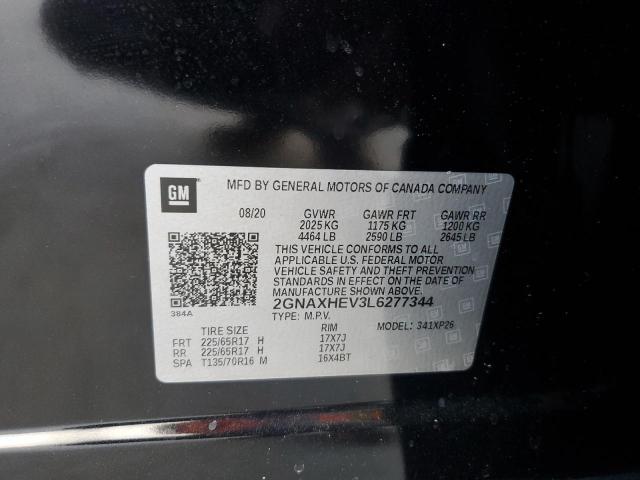 GM
MFD BY GENERAL MOTORS OF CANADA COMPANY
08/20 GVWR GAWR FRT GAWR RR
2025 KG 1175 KG 1200 KG
4464 LB 2590 LB 2645 LB
THIS VEHICLE CONFORMS TO ALL
APPLICABLE U.S. FEDERAL MOTOR
VEHICLE SAFETY AND THEFT PREVENTION
STANDARDS IN EFFECT ON THE DATE OF
MANUFACTURE SHOWN ABOVE.
2GNAXHEV3L6277344
384A
TYPE: M.P.V. MODEL: 341XP26
TIRE SIZE RIM
FRT 225/65R17 H 17X7J
RR 225/65R17 H 17X7J
SPA T135/70R16 M 16X4BT